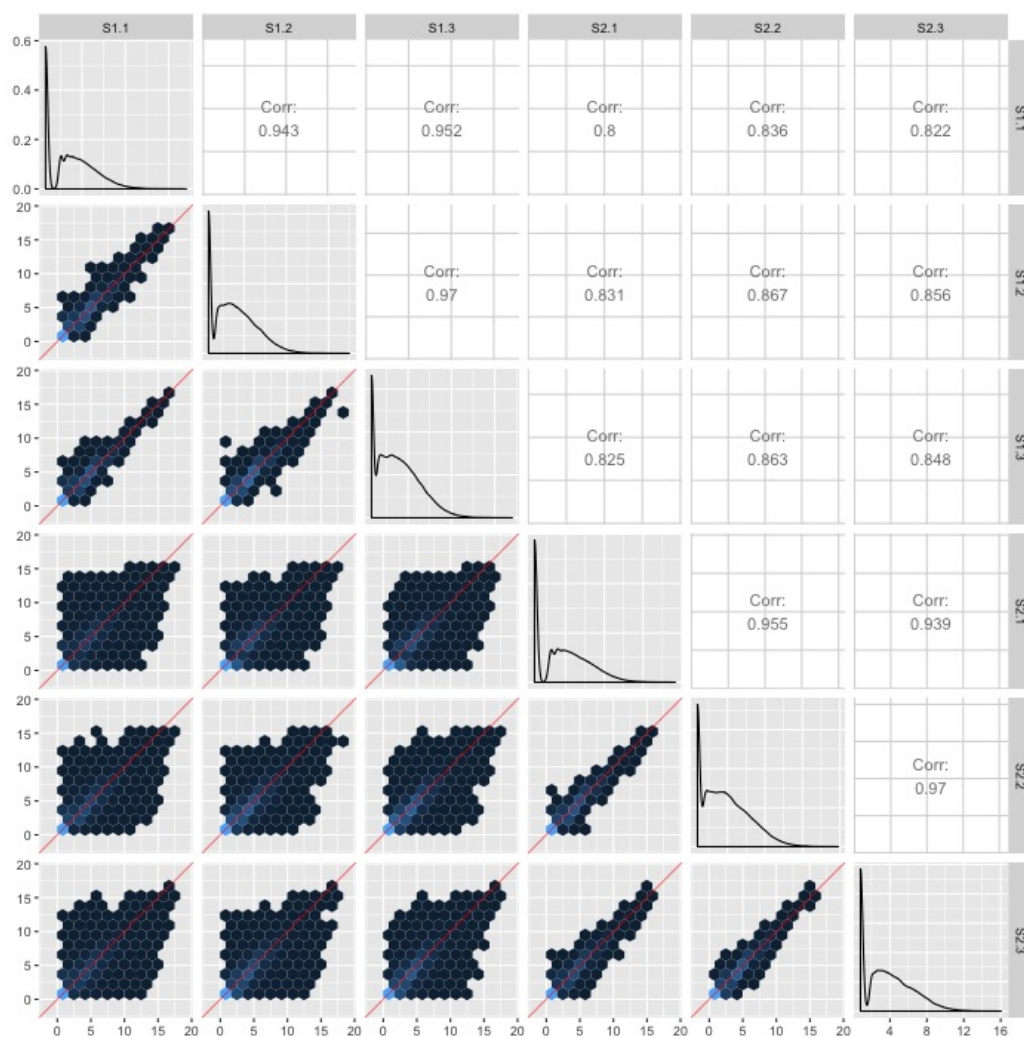 S1.1 S1.2 S1.3 S2.1 S2.2 S2.3
0.6
0.4
0.2
0.0
Corr:
0.943
Corr:
0.952
Corr:
0.8
Corr:
0.836
Corr:
0.822
S1.1
20
15
10
5
0
Corr:
0.97
Corr:
0.831
Corr:
0.867
Corr:
0.856
S1.2
20
15
10
5
0
Corr:
0.825
Corr:
0.863
Corr:
0.848
S1.3
20
15
10
5
0
Corr:
0.955
Corr:
0.939
S2.1
20
15
10
5
0
Corr:
0.97
S2.2
20
15
10
5
0
S2.3
0 5 10 15 20 0 5 10 15 20 0 5 10 15 20 0 5 10 15 20 0 5 10 15 20 4 8 12 16